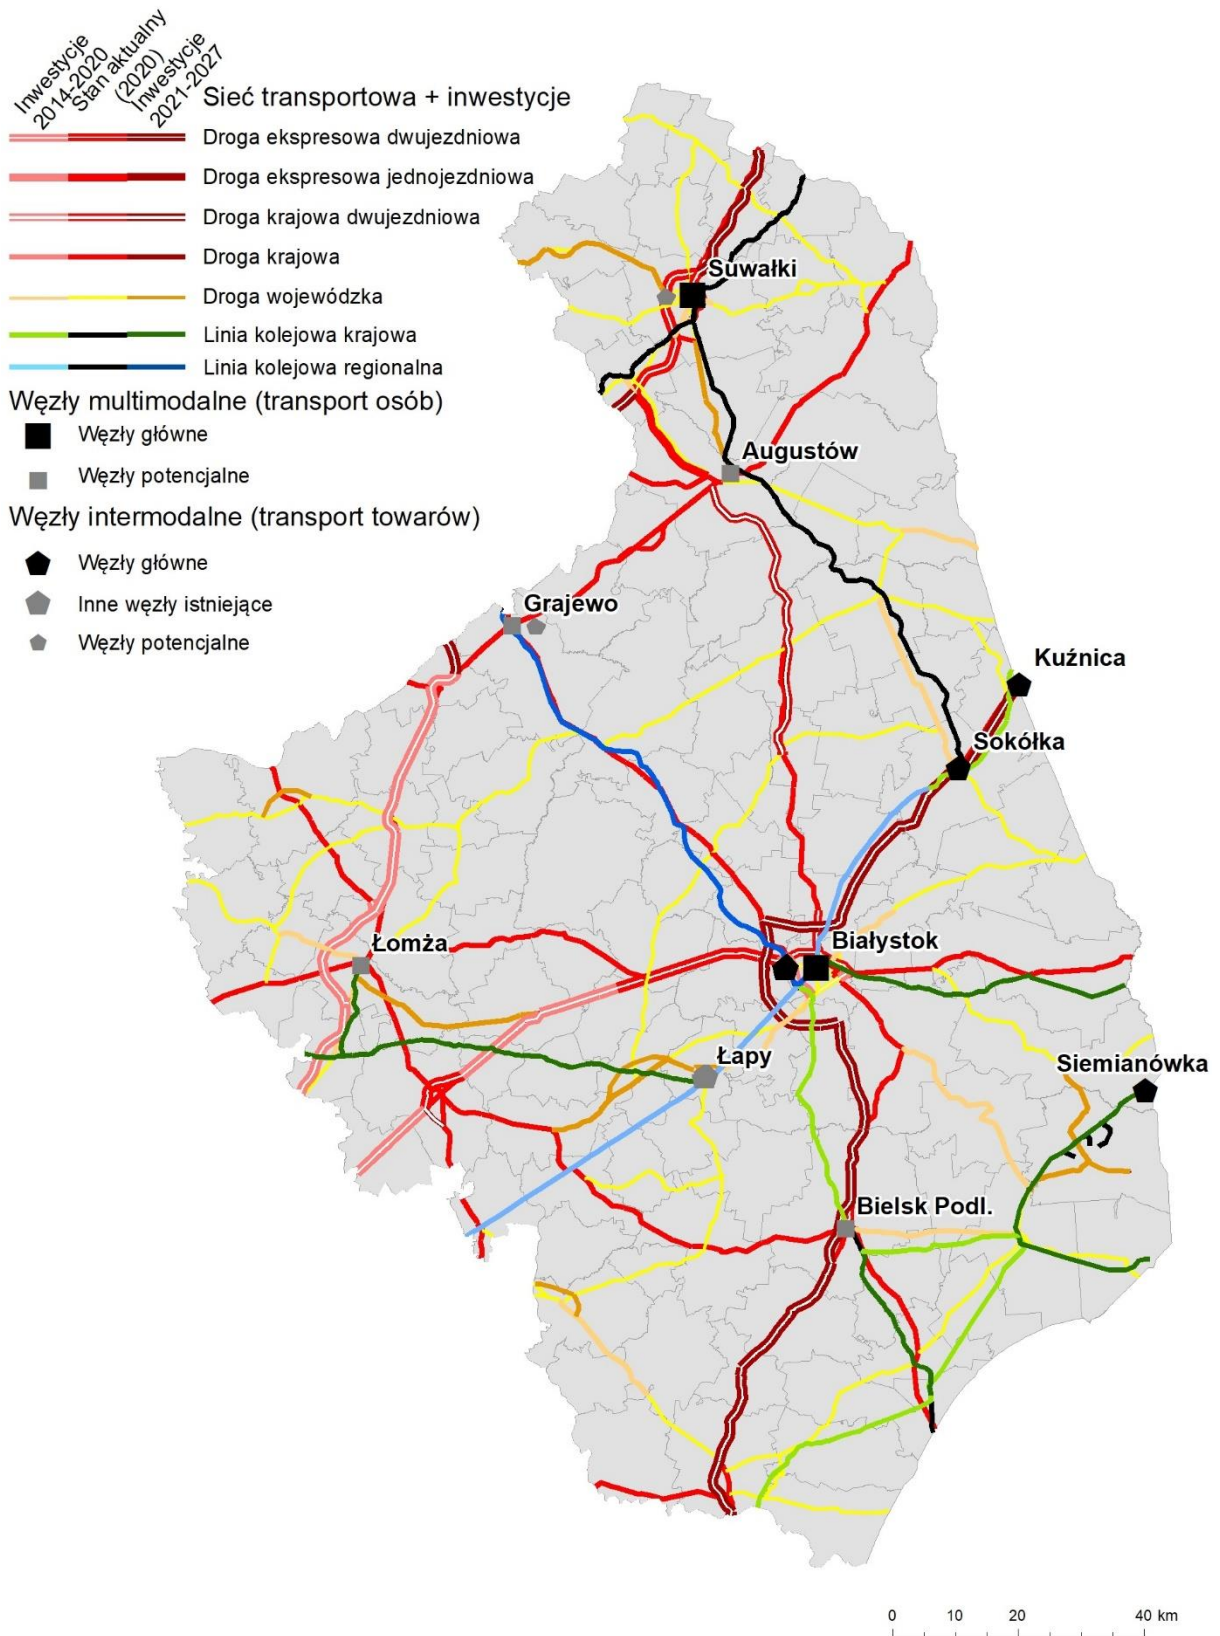 Inwestycje
2014-2020
Stan aktualny
(2020)
Inwestycje
2021-2027
Sieć transportowa + inwestycje
Droga ekspresowa dwujezdniowa
Droga ekspresowa jednojezdniowa
Droga krajowa dwujezdniowa
Droga krajowa
Droga wojewódzka
Linia kolejowa krajowa
Linia kolejowa regionalna
Węzły multimodalne (transport osób)
Węzły główne
Węzły potencjalne
Węzły intermodalne (transport towarów)
Węzły główne
Inne węzły istniejące
Węzły potencjalne
Suwałki
Augustów
Grajewo
Kuźnica
Sokółka
Łomża
Białystok
Łapy
Siemianówka
Bielsk Podl.
0 10 20 40 km